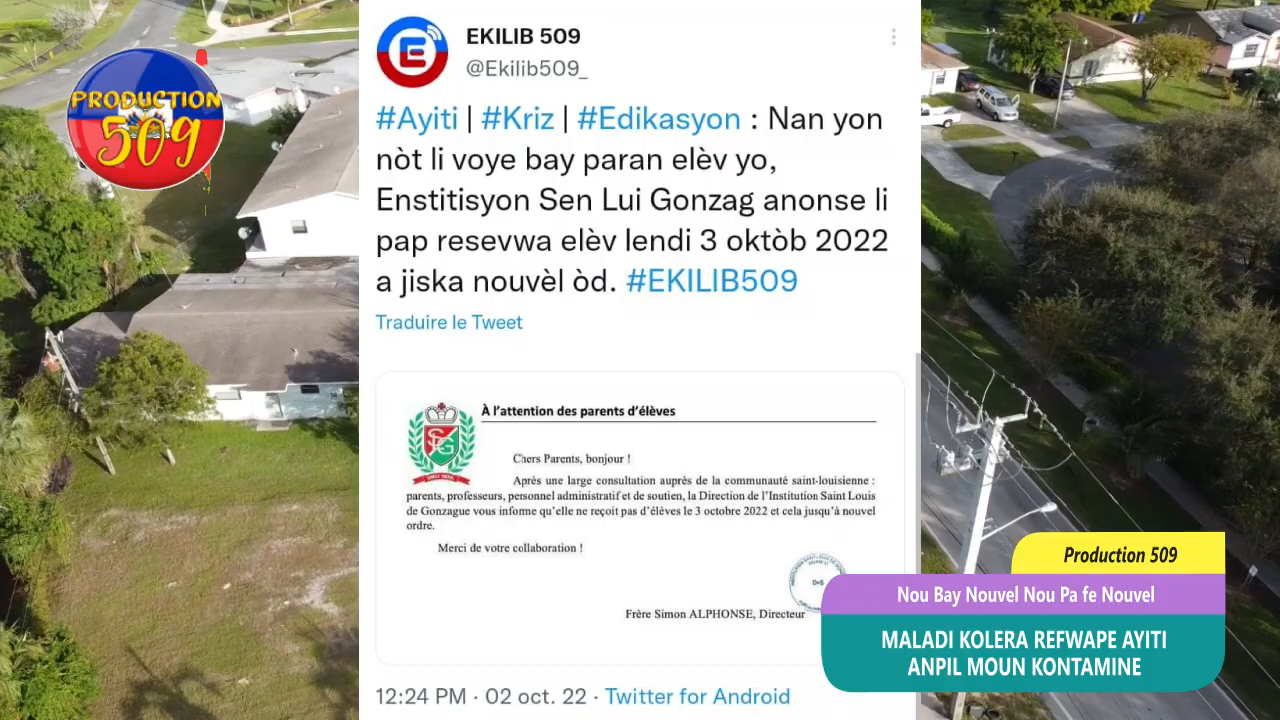 PRODUCTION
509
EKILIB 509
@Ekilib509_
#Ayiti | #Kriz | #Edikasyon : Nan yon
nòt li voye bay paran elèv yo,
Enstitisyon Sen Lui Gonzag anonse li
pap resevwa elèv lendi 3 oktòb 2022
a jiska nouvèl òd. #EKILIB509
Traduire le Tweet
À l'attention des parents d'élèves
Chers Parents, bonjour !
Après une large consultation auprès de la communauté saint-louisienne :
parents, professeurs, personnel administratif et de soutien, la Direction de l'Institution Saint Louis
de Gonzague vous informe qu'elle ne reçoit pas d'élèves le 3 octobre 2022 et cela jusqu'à nouvel
ordre.
Merci de votre collaboration !
Frère Simon ALPHONSE, Directeur
12:24 PM · 02 oct. 22 · Twitter for Android
Production 509
Nou Bay Nouvel Nou Pa fe Nouvel
MALADI KOLERA REFWAPE AYITI
ANPIL MOUN KONTAMINE